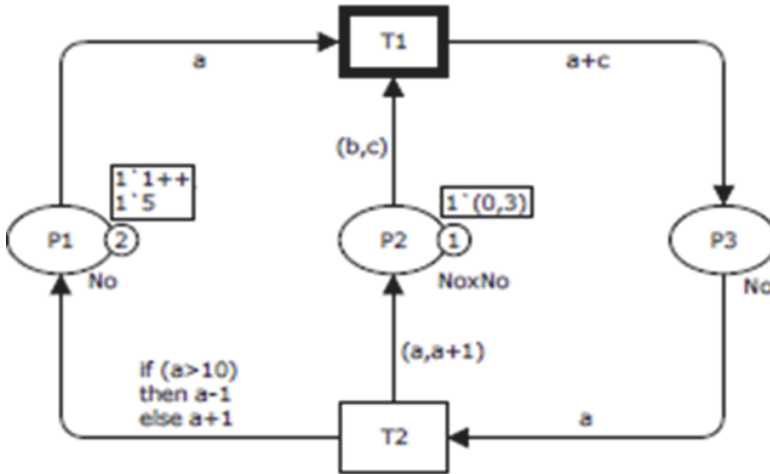 T1
a
a+c
(b,c)
1`1++
1`5
1`(0,3)
P1
2
P2
1
P3
No
NoxNo
No
(a,a+1)
if (a>10)
then a-1
else a+1
T2
a